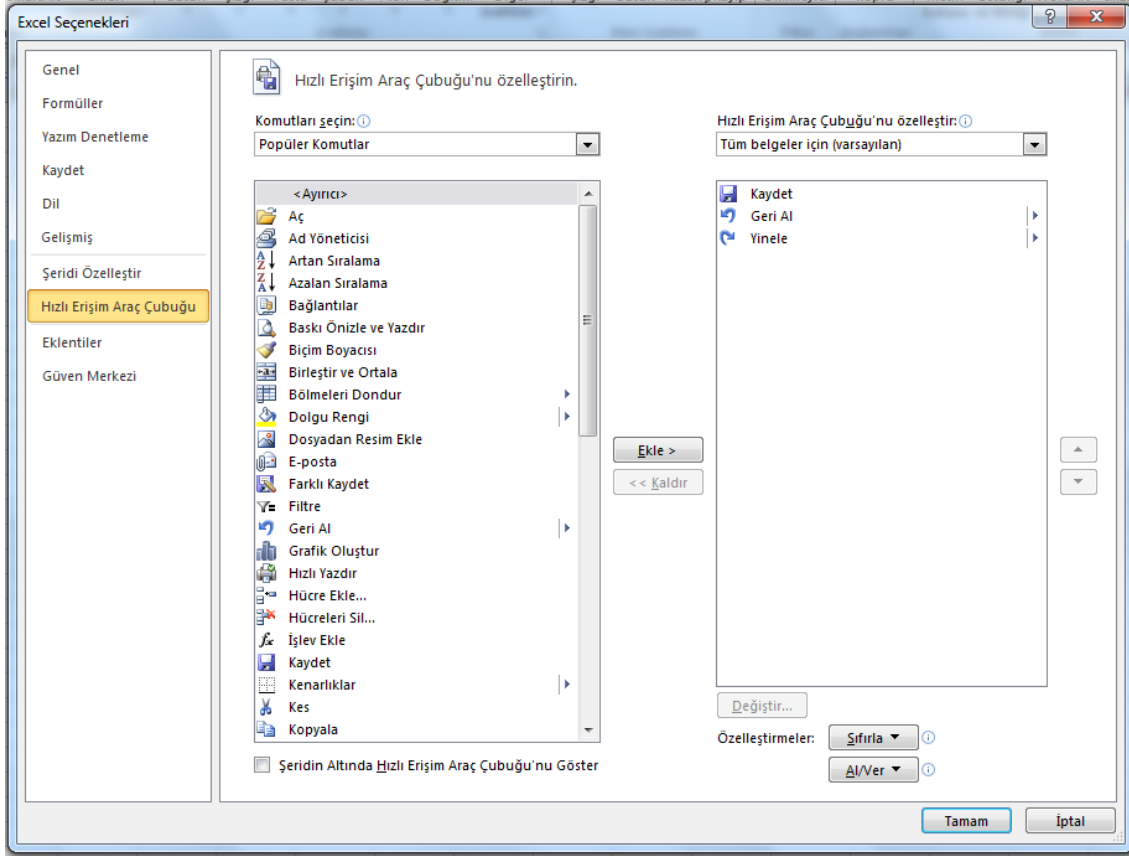 Excel Seçenekleri
Genel
Formüller
Yazım Denetleme
Kaydet
Dil
Gelişmiş
Şeridi Özelleştir
Hızlı Erişim Araç Çubuğu
Eklentiler
Güven Merkezi
Hızlı Erişim Araç Çubuğu'nu özelleştirin.
Komutları seçin:
Popüler Komutlar
<Ayırıcı>
Aç
Ad Yöneticisi
Artan Sıralama
Azalan Sıralama
Bağlantılar
Baskı Önizle ve Yazdır
Biçim Boyacısı
Birleştir ve Ortala
Bölmeleri Dondur
Dolgu Rengi
Dosyadan Resim Ekle
E-posta
Farklı Kaydet
Filtre
Geri Al
Grafik Oluştur
Hızlı Yazdır
Hücre Ekle...
Hücreleri Sil...
İşlev Ekle
Kaydet
Kenarlıklar
Kes
Kopyala
Şeridin Altında Hızlı Erişim Araç Çubuğu'nu Göster
Ekle >
<< Kaldır
Hızlı Erişim Araç Çubuğu'nu özelleştir:
Tüm belgeler için (varsayılan)
Kaydet
Geri Al
Yinele
Değiştir...
Özelleştirmeler: Sıfırla
Al/Ver
Tamam İptal